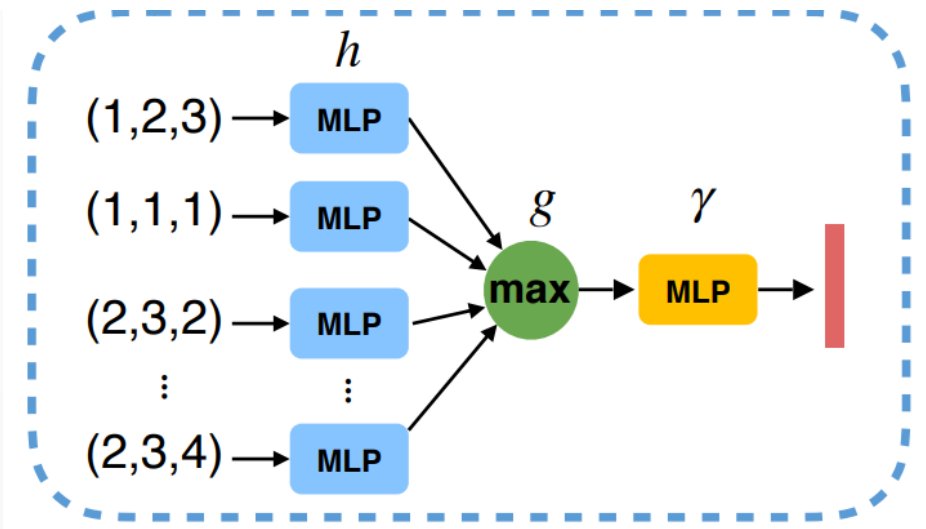 h
(1,2,3) MLP
(1,1,1) MLP
g
γ
max
MLP
(2,3,2) MLP
⋮ ⋮
(2,3,4) MLP